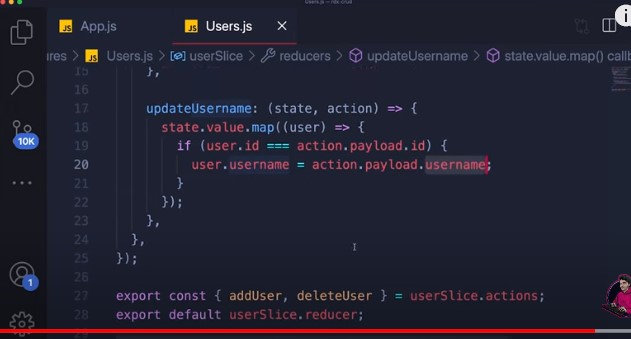 Users.js — rtk-crud
App.js
Users.js
ures > Users.js > userSlice > reducers > updateUsername > state.value.map() callb
15 },
16
17 updateUsername: (state, action) => {
18 state.value.map((user) => {
19 if (user.id === action.payload.id) {
20 user.username = action.payload.username;
21 }
22 });
23 },
24 },
25 });
26
27 export const { addUser, deleteUser } = userSlice.actions;
28 export default userSlice.reducer;
10K
1